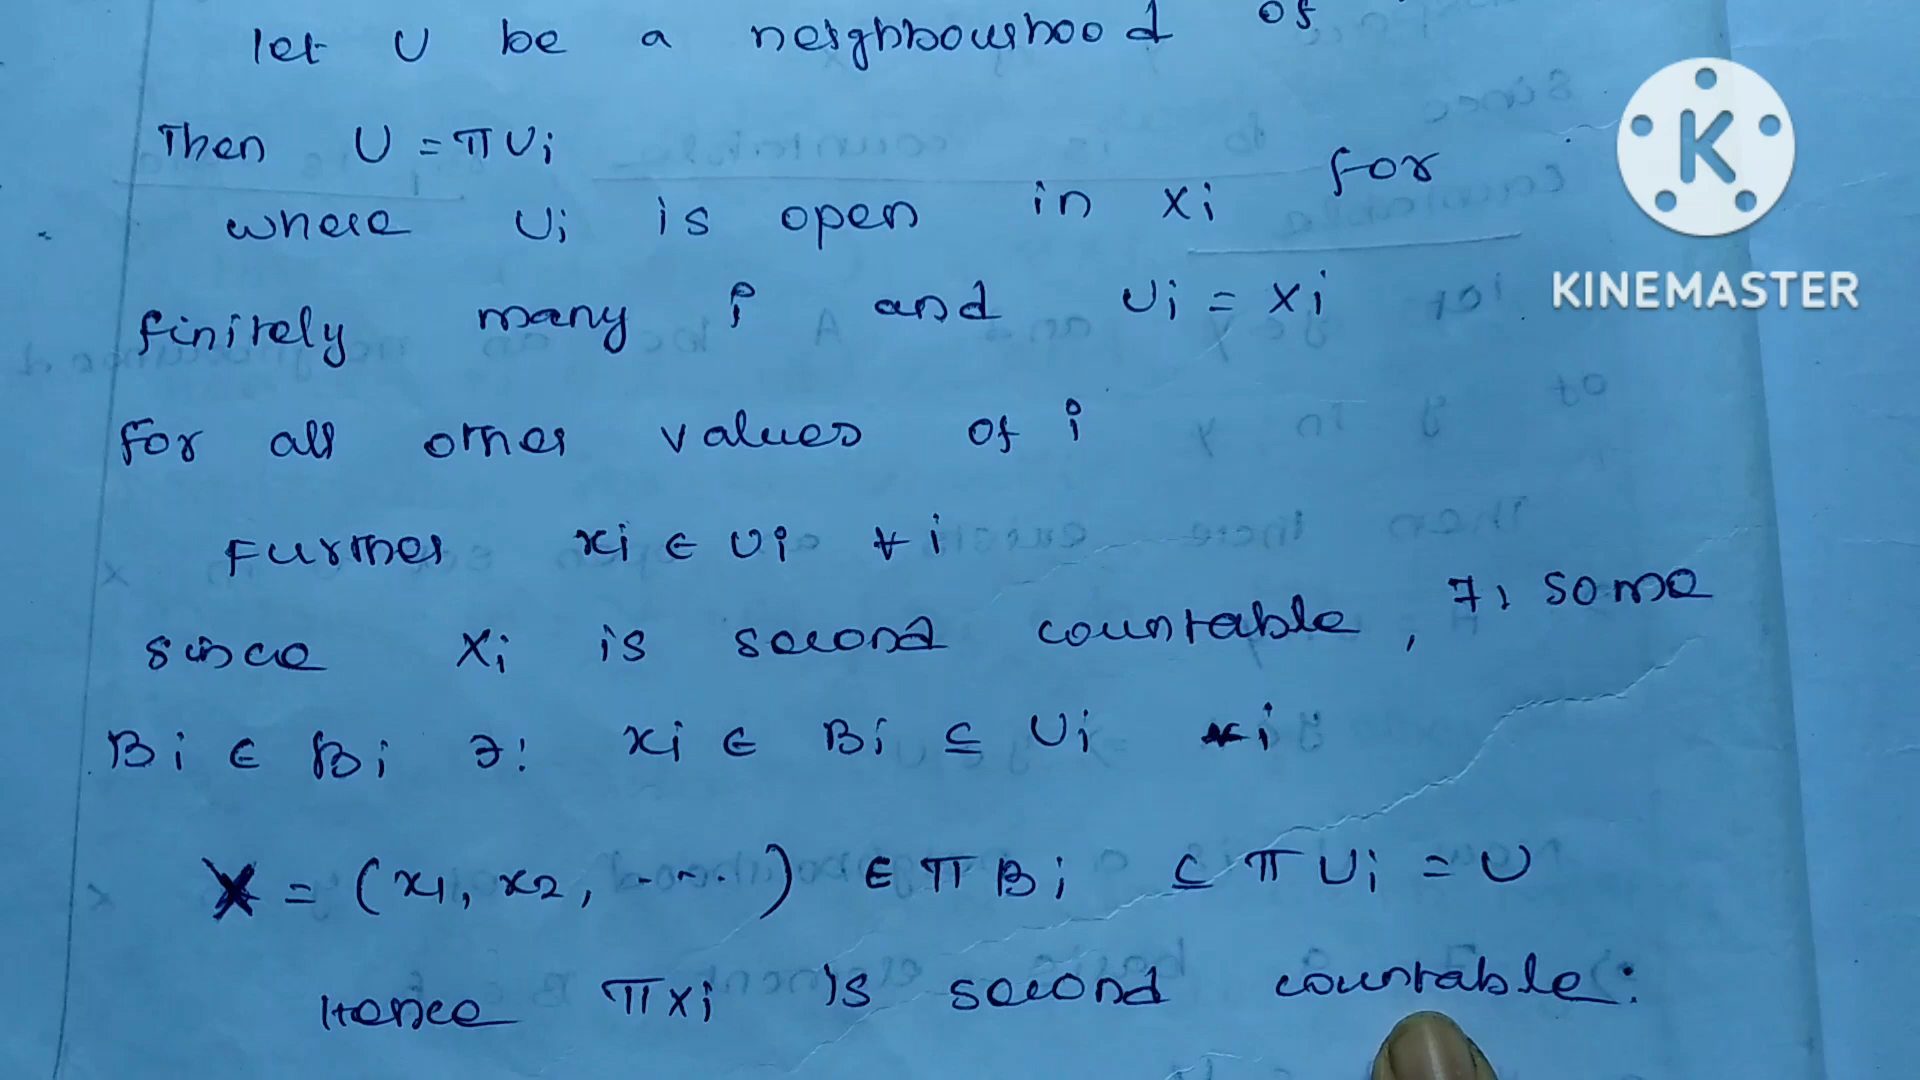 let U be a neighbourhood of
Then U = πUi
where Ui is open in Xi for
finitely many i and Ui = Xi
for all other values of i
Further xi ∈ Ui ∀ i
since Xi is second countable, ∃, some
Bi ∈ 𝔅i ∋: xi ∈ Bi ⊆ Ui ∀ i
X = (x1, x2, ....) ∈ π Bi ⊆ π Ui = U
Hence πXi is second countable.
KINEMASTER